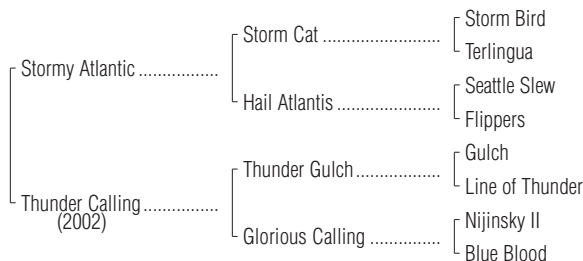 Storm Bird
Storm Cat ........................
Terlingua
Stormy Atlantic ................
Seattle Slew
Hail Atlantis .....................
Flippers
Gulch
Thunder Gulch .................
Line of Thunder
Thunder Calling ...............
(2002)
Nijinsky II
Glorious Calling ..............
Blue Blood